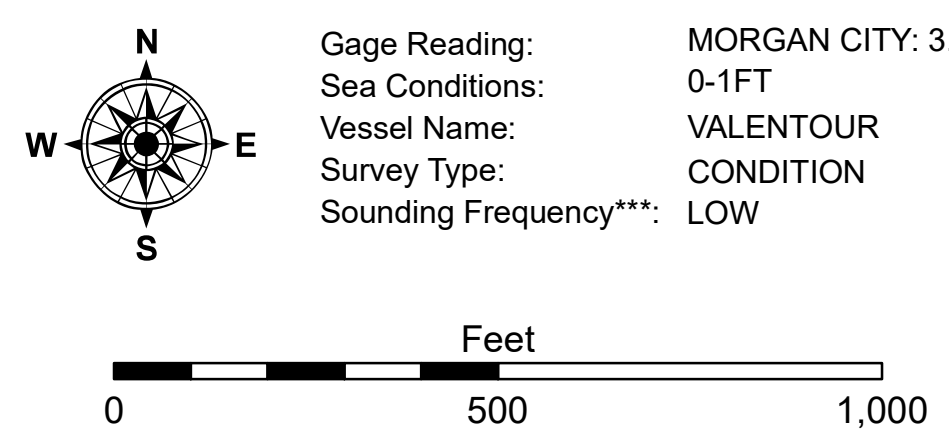 N
W E
S
Gage Reading: MORGAN CITY: 3.
Sea Conditions: 0-1FT
Vessel Name: VALENTOUR
Survey Type: CONDITION
Sounding Frequency***: LOW
Feet
0 500 1,000